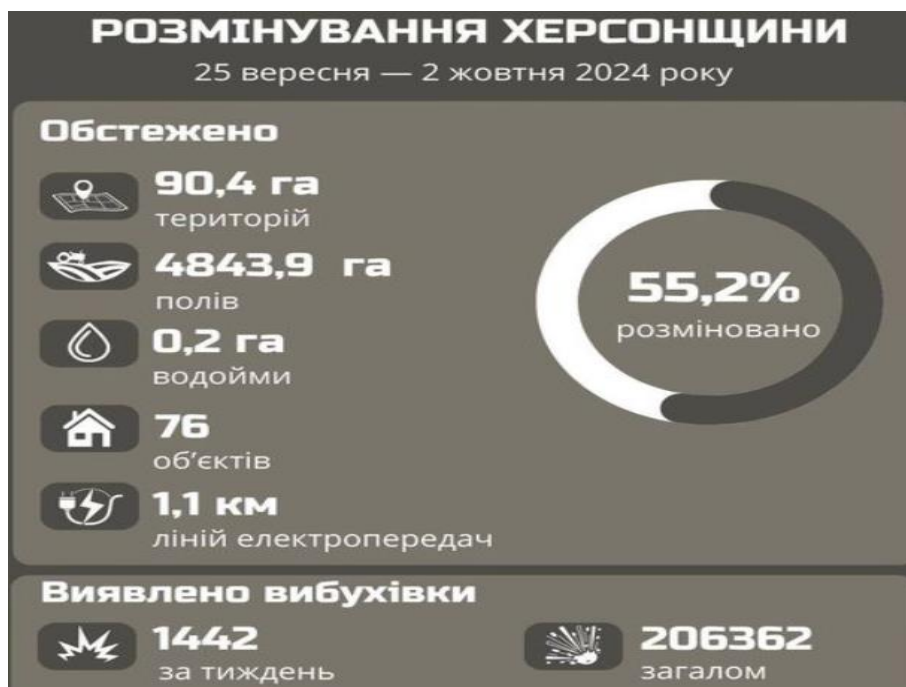 РОЗМІНУВАННЯ ХЕРСОНЩИНИ
25 вересня — 2 жовтня 2024 року
Обстежено
90,4 га
територій
4843,9 га
полів
0,2 га
водойми
76
об’єктів
1,1 км
ліній електропередач
55,2%
розміновано
Виявлено вибухівки
1442
за тиждень
206362
загалом